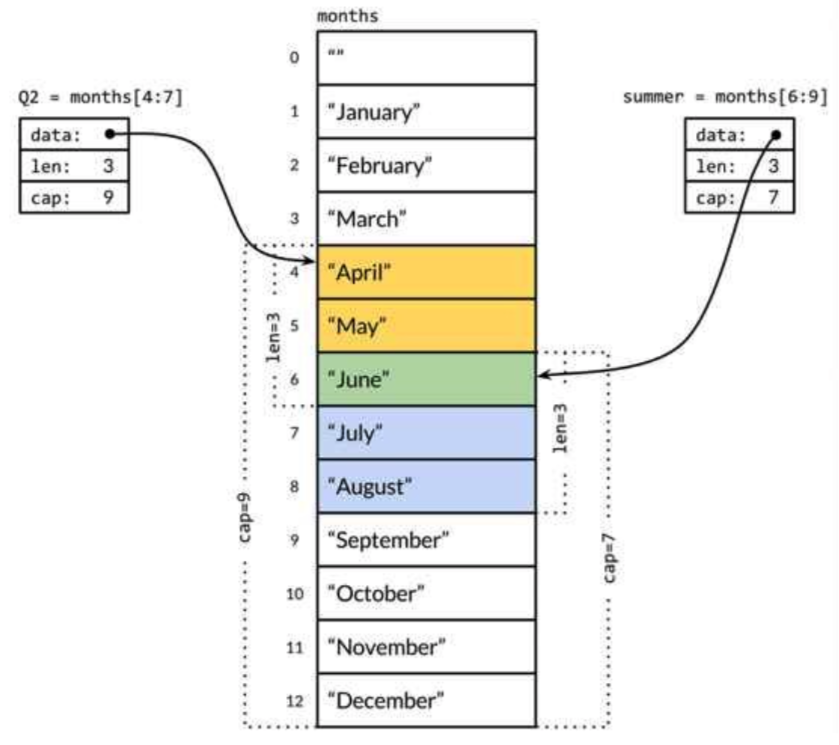 months
Q2 = months[4:7]
data:
len: 3
cap: 9
summer = months[6:9]
data:
len: 3
cap: 7
0 “”
1 “January”
2 “February”
3 “March”
4 “April”
5 “May”
6 “June”
7 “July”
8 “August”
9 “September”
10 “October”
11 “November”
12 “December”
len=3
cap=9
len=3
cap=7